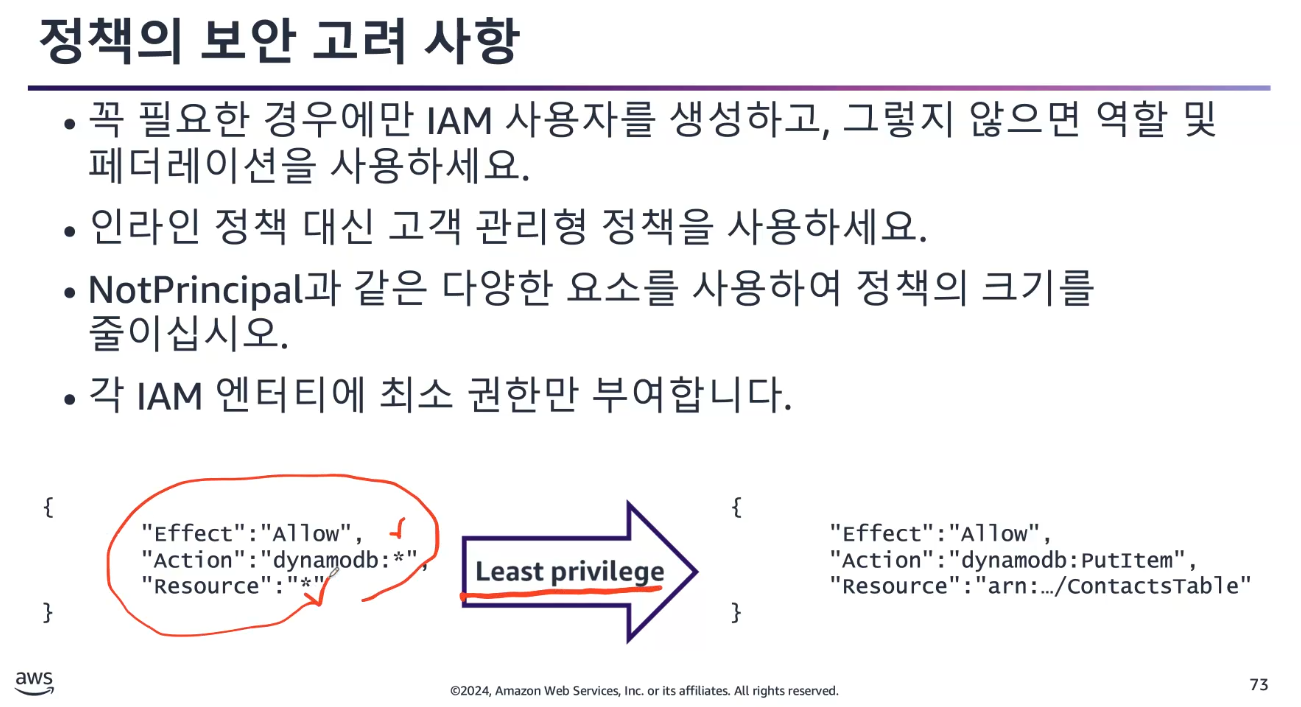 정책의 보안 고려 사항
• 꼭 필요한 경우에만 IAM 사용자를 생성하고, 그렇지 않으면 역할 및
페더레이션을 사용하세요.
• 인라인 정책 대신 고객 관리형 정책을 사용하세요.
• NotPrincipal과 같은 다양한 요소를 사용하여 정책의 크기를
줄이십시오.
• 각 IAM 엔터티에 최소 권한만 부여합니다.
{
"Effect":"Allow",
"Action":"dynamodb:*",
"Resource":"*"
}
Least privilege
{
"Effect":"Allow",
"Action":"dynamodb:PutItem",
"Resource":"arn:…/ContactsTable"
}
aws
©2024, Amazon Web Services, Inc. or its affiliates. All rights reserved.
73